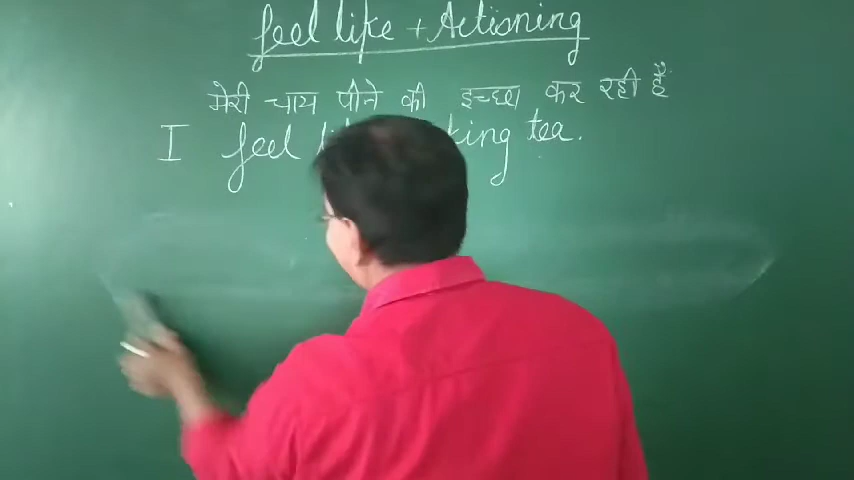 feel like + Actioning
मेरी चाय पीने की इच्छा कर रही है
I feel tea.